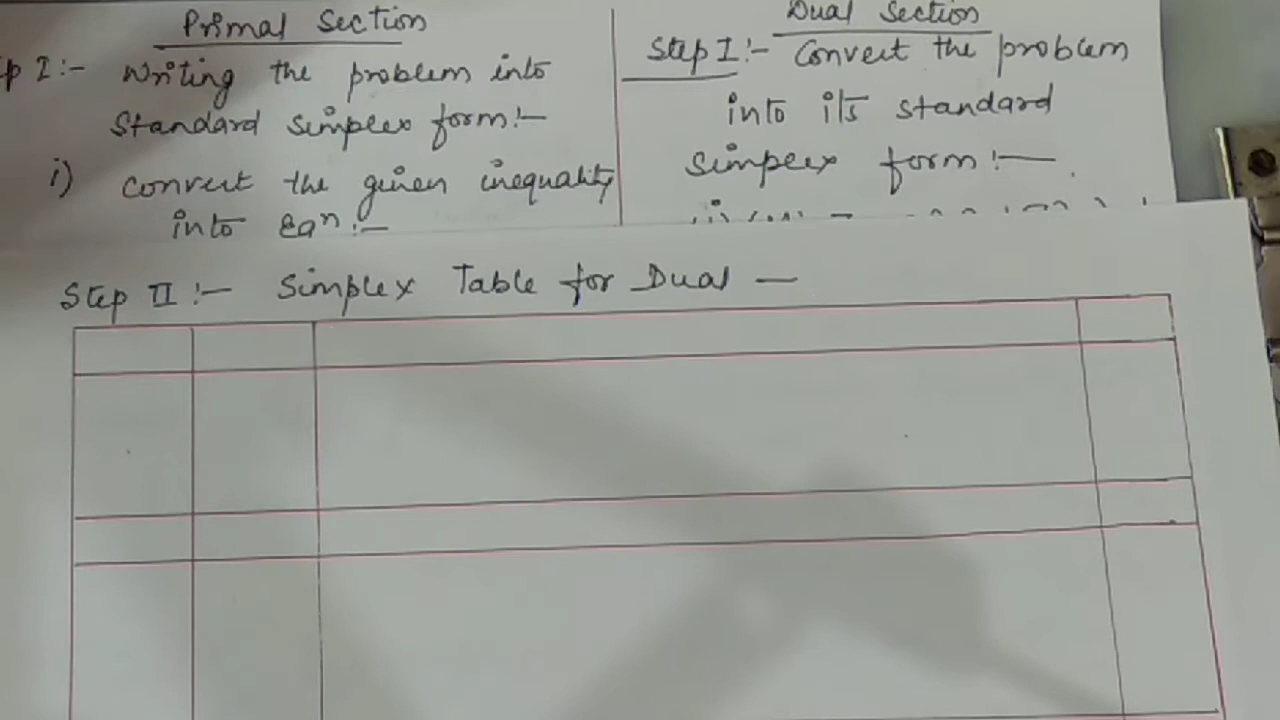 Primal Section
p I:- Writing the problem into
Standard simplex form:-
i) convert the given inequality
into eqn:-
Dual Section
Step I:- Convert the problem
into its standard
simplex form:-
Step II:- Simplex Table for Dual -